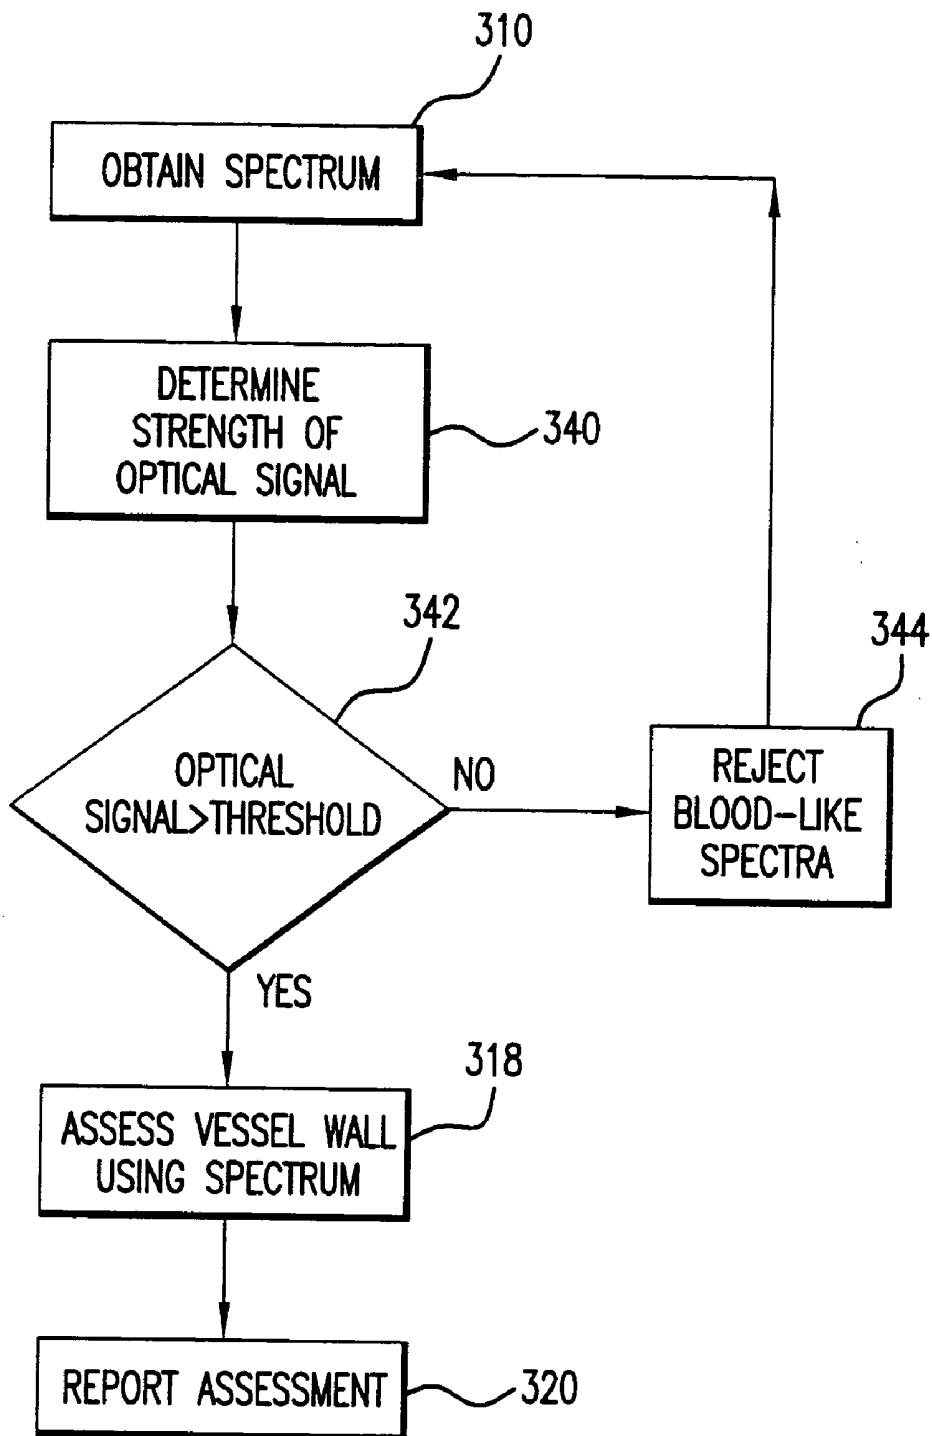 310
OBTAIN SPECTRUM
DETERMINE
STRENGTH OF
OPTICAL SIGNAL
340
342
344
OPTICAL
SIGNAL>THRESHOLD
NO
REJECT
BLOOD-LIKE
SPECTRA
YES
318
ASSESS VESSEL WALL
USING SPECTRUM
REPORT ASSESSMENT
320